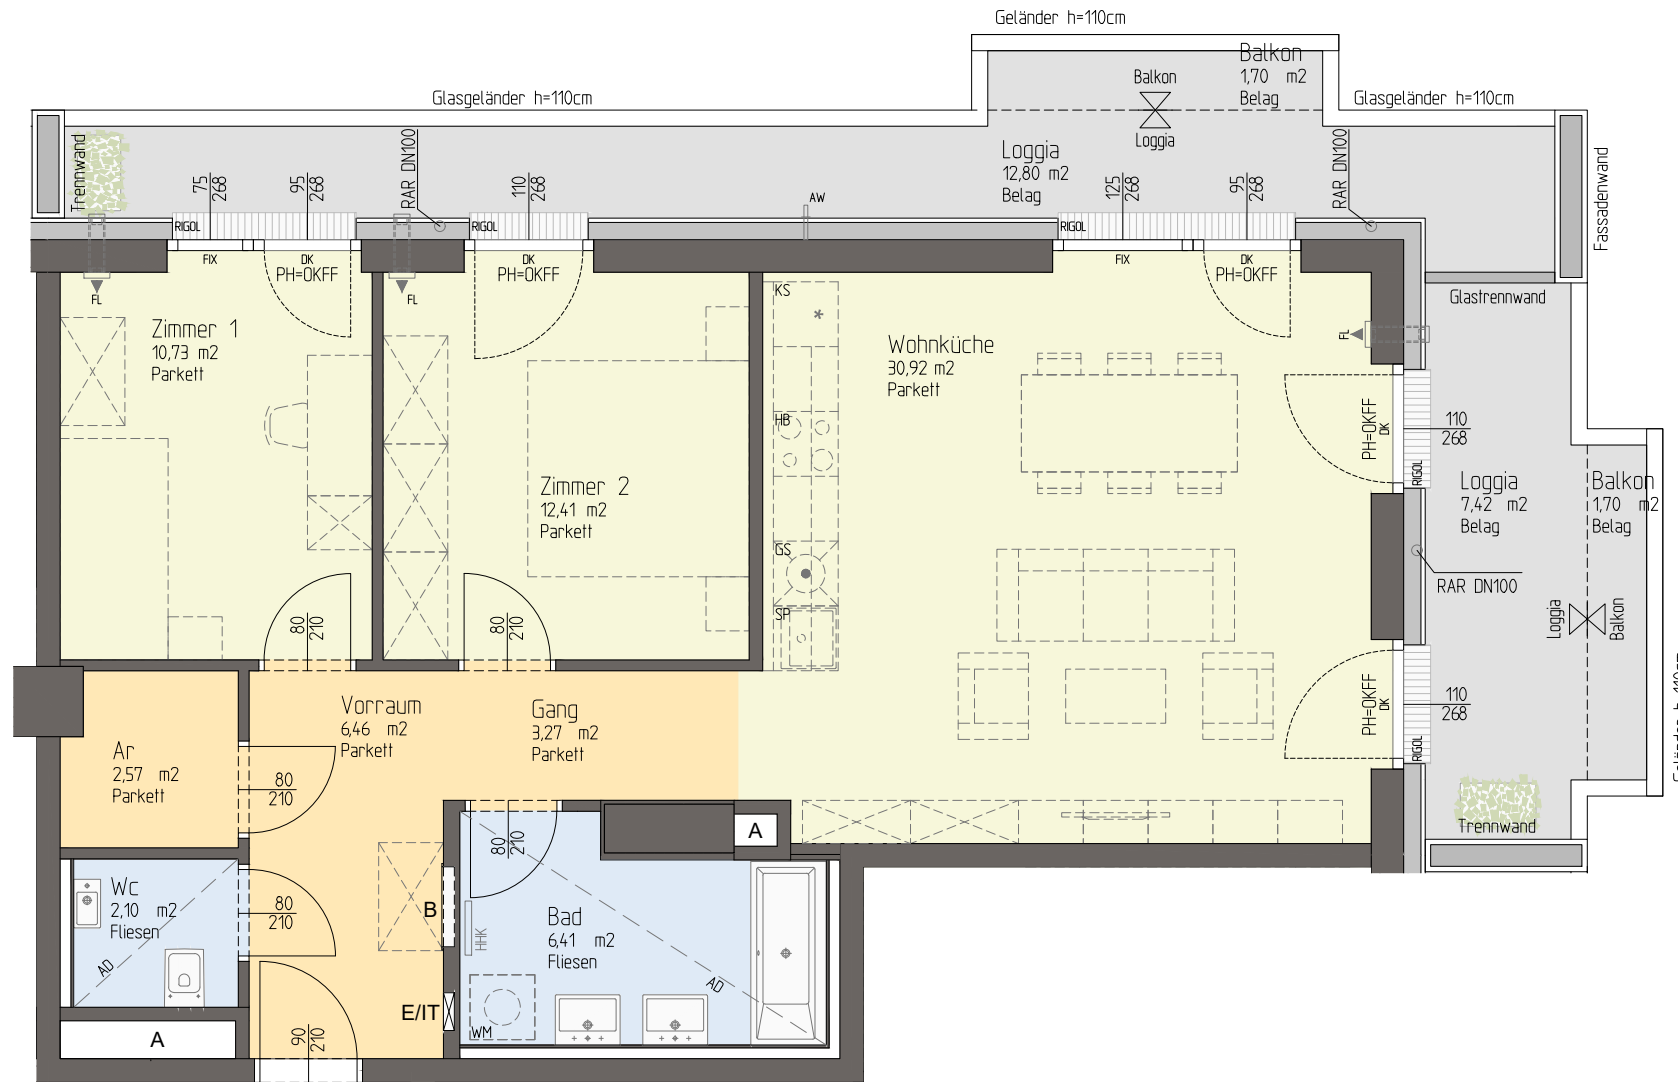 Geländer h=110cm
Balkon
1,70 m2
Belag
Balkon
Loggia
Glasgeländer h=110cm
Glasgeländer h=110cm
Trennwand
RAR DN100
Loggia
12,80 m2
Belag
RAR DN100
Fassadenwand
75
268
95
268
110
268
125
268
95
268
AW
RIGOL
RIGOL
RIGOL
FIX
DK
PH=OKFF
DK
PH=OKFF
FIX
DK
PH=OKFF
FL
FL
FL
Glastrennwand
Zimmer 1
10,73 m2
Parkett
Zimmer 2
12,41 m2
Parkett
KS
*
HB
GS
SP
Wohnküche
30,92 m2
Parkett
PH=OKFF
DK
110
268
RIGOL
Loggia
7,42 m2
Belag
Balkon
1,70 m2
Belag
RAR DN100
Loggia
Balkon
PH=OKFF
DK
110
268
RIGOL
Trennwand
80
210
80
210
Vorraum
6,46 m2
Parkett
Gang
3,27 m2
Parkett
Ar
2,57 m2
Parkett
80
210
80
210
A
Wc
2,10 m2
Fliesen
AD
80
210
B
HHK
Bad
6,41 m2
Fliesen
AD
E/IT
WM
A
90
210